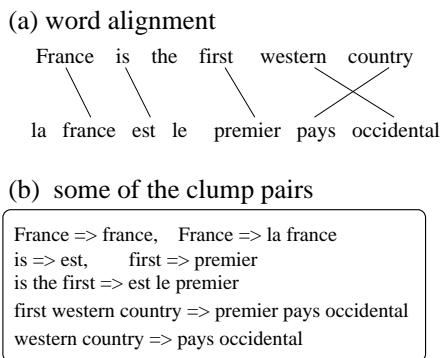 (a) word alignment
France is the first western country
la france est le premier pays occidental
(b) some of the clump pairs
France => france, France => la france
is => est, first => premier
is the first => est le premier
first western country => premier pays occidental
western country => pays occidental